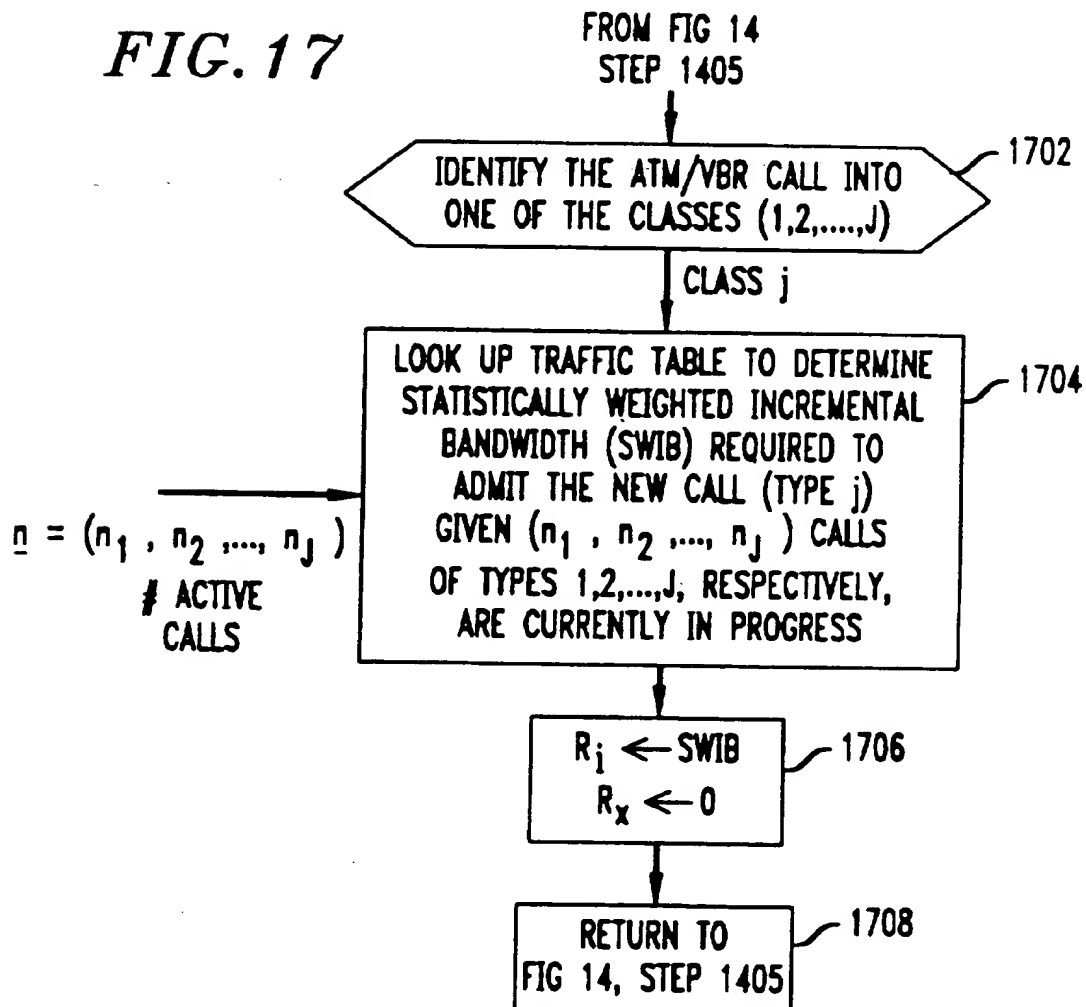 FIG. 17
FROM FIG 14
STEP 1405
1702
IDENTIFY THE ATM/VBR CALL INTO
ONE OF THE CLASSES (1,2,....,J)
CLASS j
1704
LOOK UP TRAFFIC TABLE TO DETERMINE
STATISTICALLY WEIGHTED INCREMENTAL
BANDWIDTH (SWIB) REQUIRED TO
ADMIT THE NEW CALL (TYPE j)
GIVEN (n1 , n2 ,..., nJ ) CALLS
OF TYPES 1,2,...,J, RESPECTIVELY,
ARE CURRENTLY IN PROGRESS
n = (n1 , n2 ,..., nJ )
# ACTIVE
CALLS
Ri ← SWIB
Rx ← 0
1706
RETURN TO
FIG 14, STEP 1405
1708